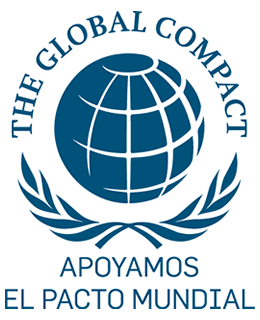 THE GLOBAL COMPACT
APOYAMOS
EL PACTO MUNDIAL